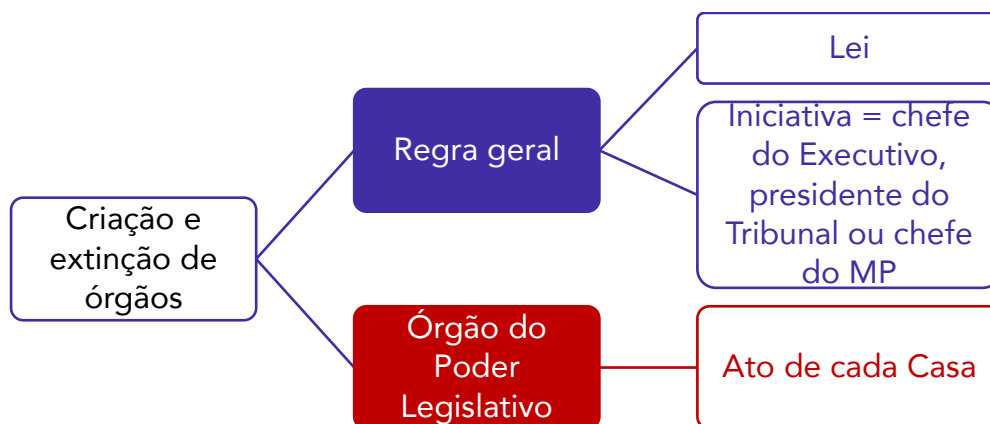 Criação e
extinção de
órgãos
Regra geral
Lei
Iniciativa = chefe
do Executivo,
presidente do
Tribunal ou chefe
do MP
Órgão do
Poder
Legislativo
Ato de cada Casa